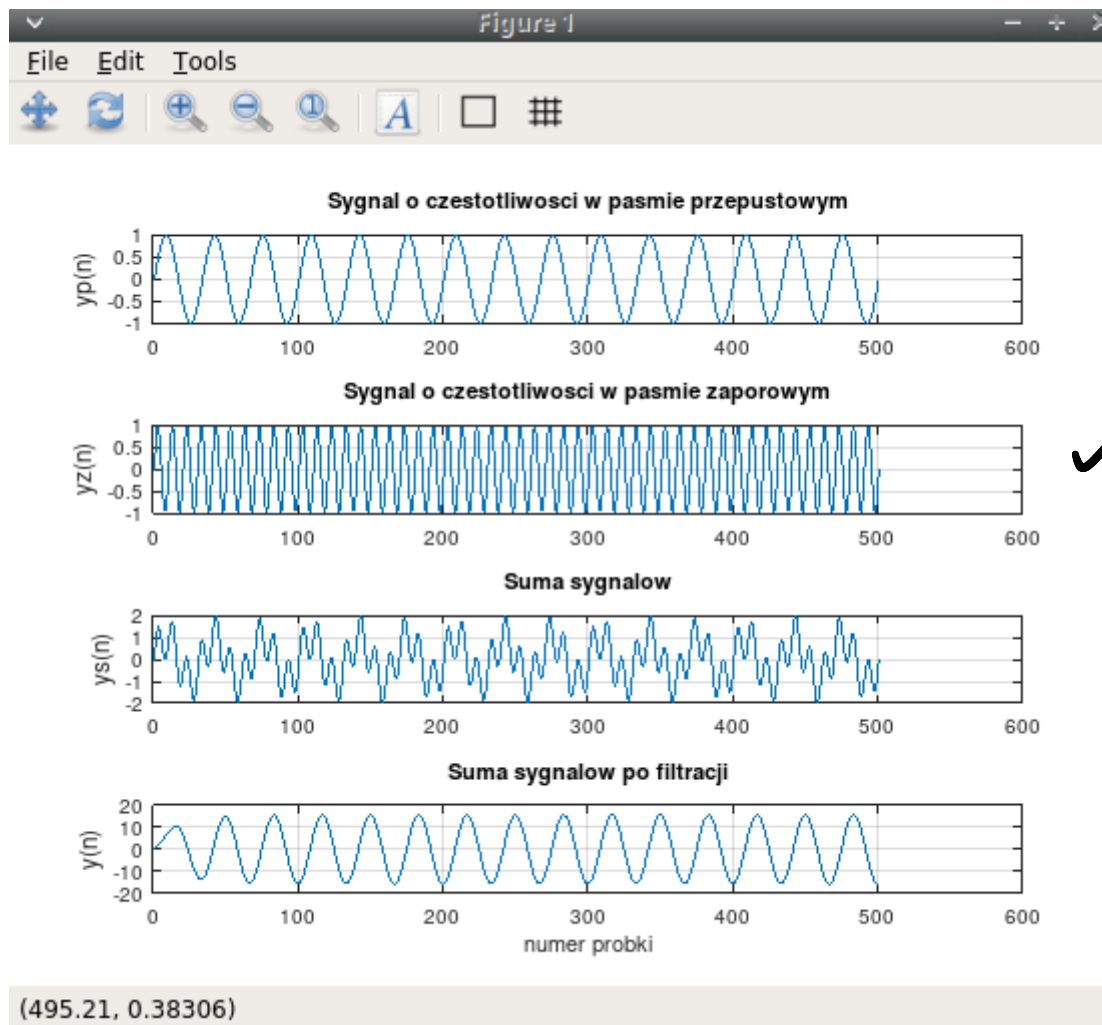 Figure 1
File Edit Tools
A
Sygnal o czestotliwosci w pasmie przepustowym
yp(n)
1
0.5
0
-0.5
-1
0 100 200 300 400 500 600
Sygnal o czestotliwosci w pasmie zaporowym
yz(n)
1
0.5
0
-0.5
-1
0 100 200 300 400 500 600
Suma sygnalow
ys(n)
2
1
0
-1
-2
0 100 200 300 400 500 600
Suma sygnalow po filtracji
y(n)
20
10
0
-10
-20
0 100 200 300 400 500 600
numer probki
(495.21, 0.38306)